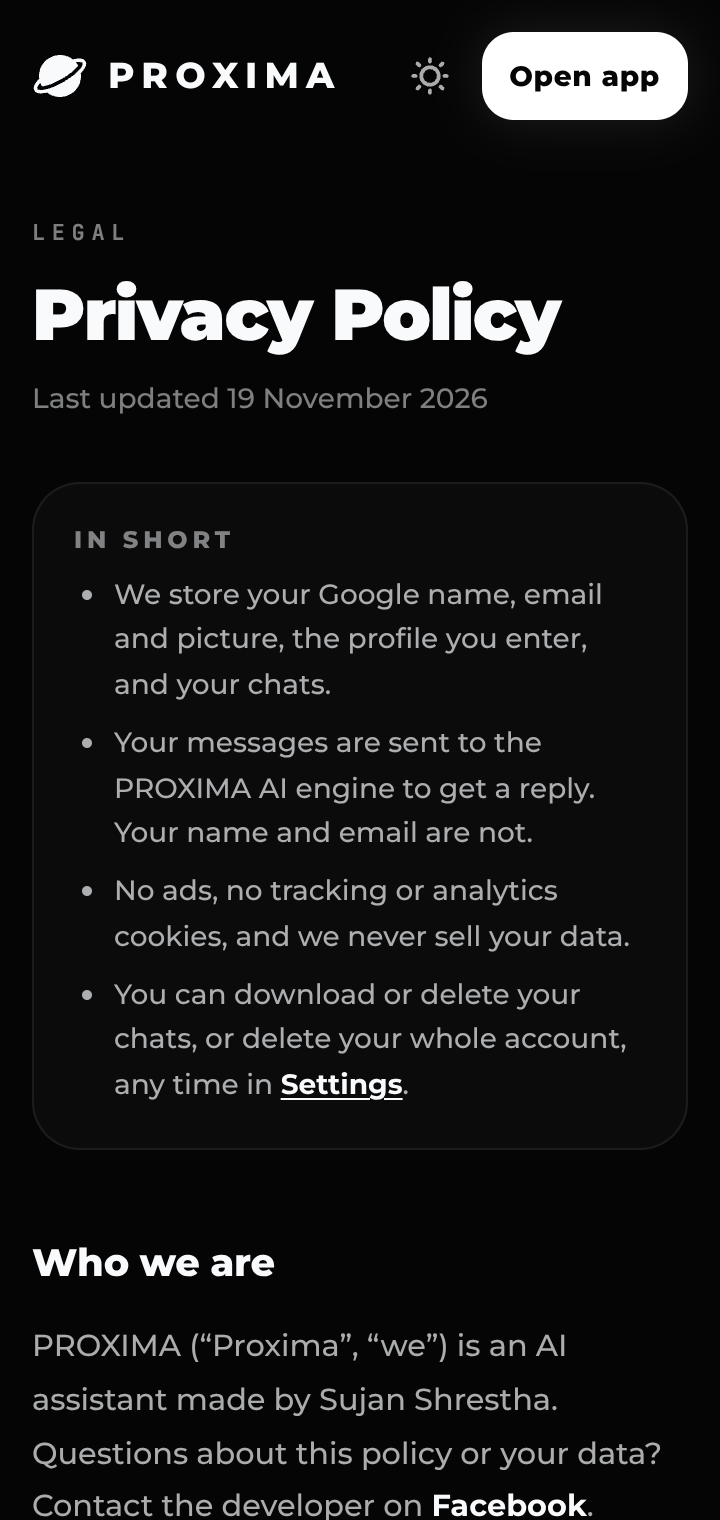 PROXIMA
Open app
LEGAL
Privacy Policy
Last updated 19 November 2026
IN SHORT
• We store your Google name, email
and picture, the profile you enter,
and your chats.
• Your messages are sent to the
PROXIMA AI engine to get a reply.
Your name and email are not.
• No ads, no tracking or analytics
cookies, and we never sell your data.
• You can download or delete your
chats, or delete your whole account,
any time in Settings.
Who we are
PROXIMA (“Proxima”, “we”) is an AI
assistant made by Sujan Shrestha.
Questions about this policy or your data?
Contact the developer on Facebook.